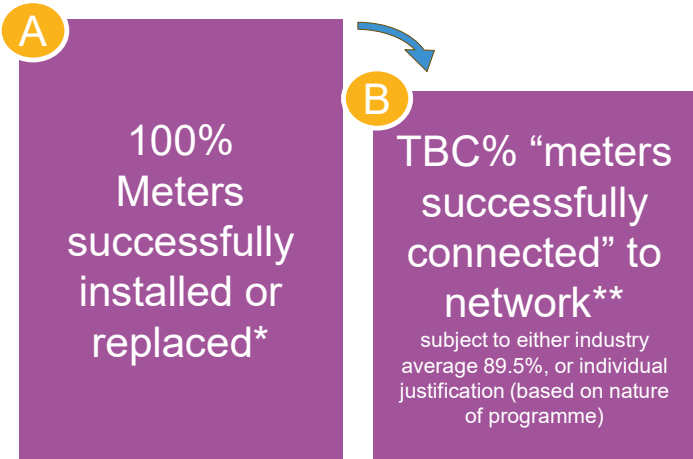 A
100%
Meters
successfully
installed or
replaced*
B
TBC% “meters
successfully
connected” to
network**
subject to either industry
average 89.5%, or individual
justification (based on nature
of programme)